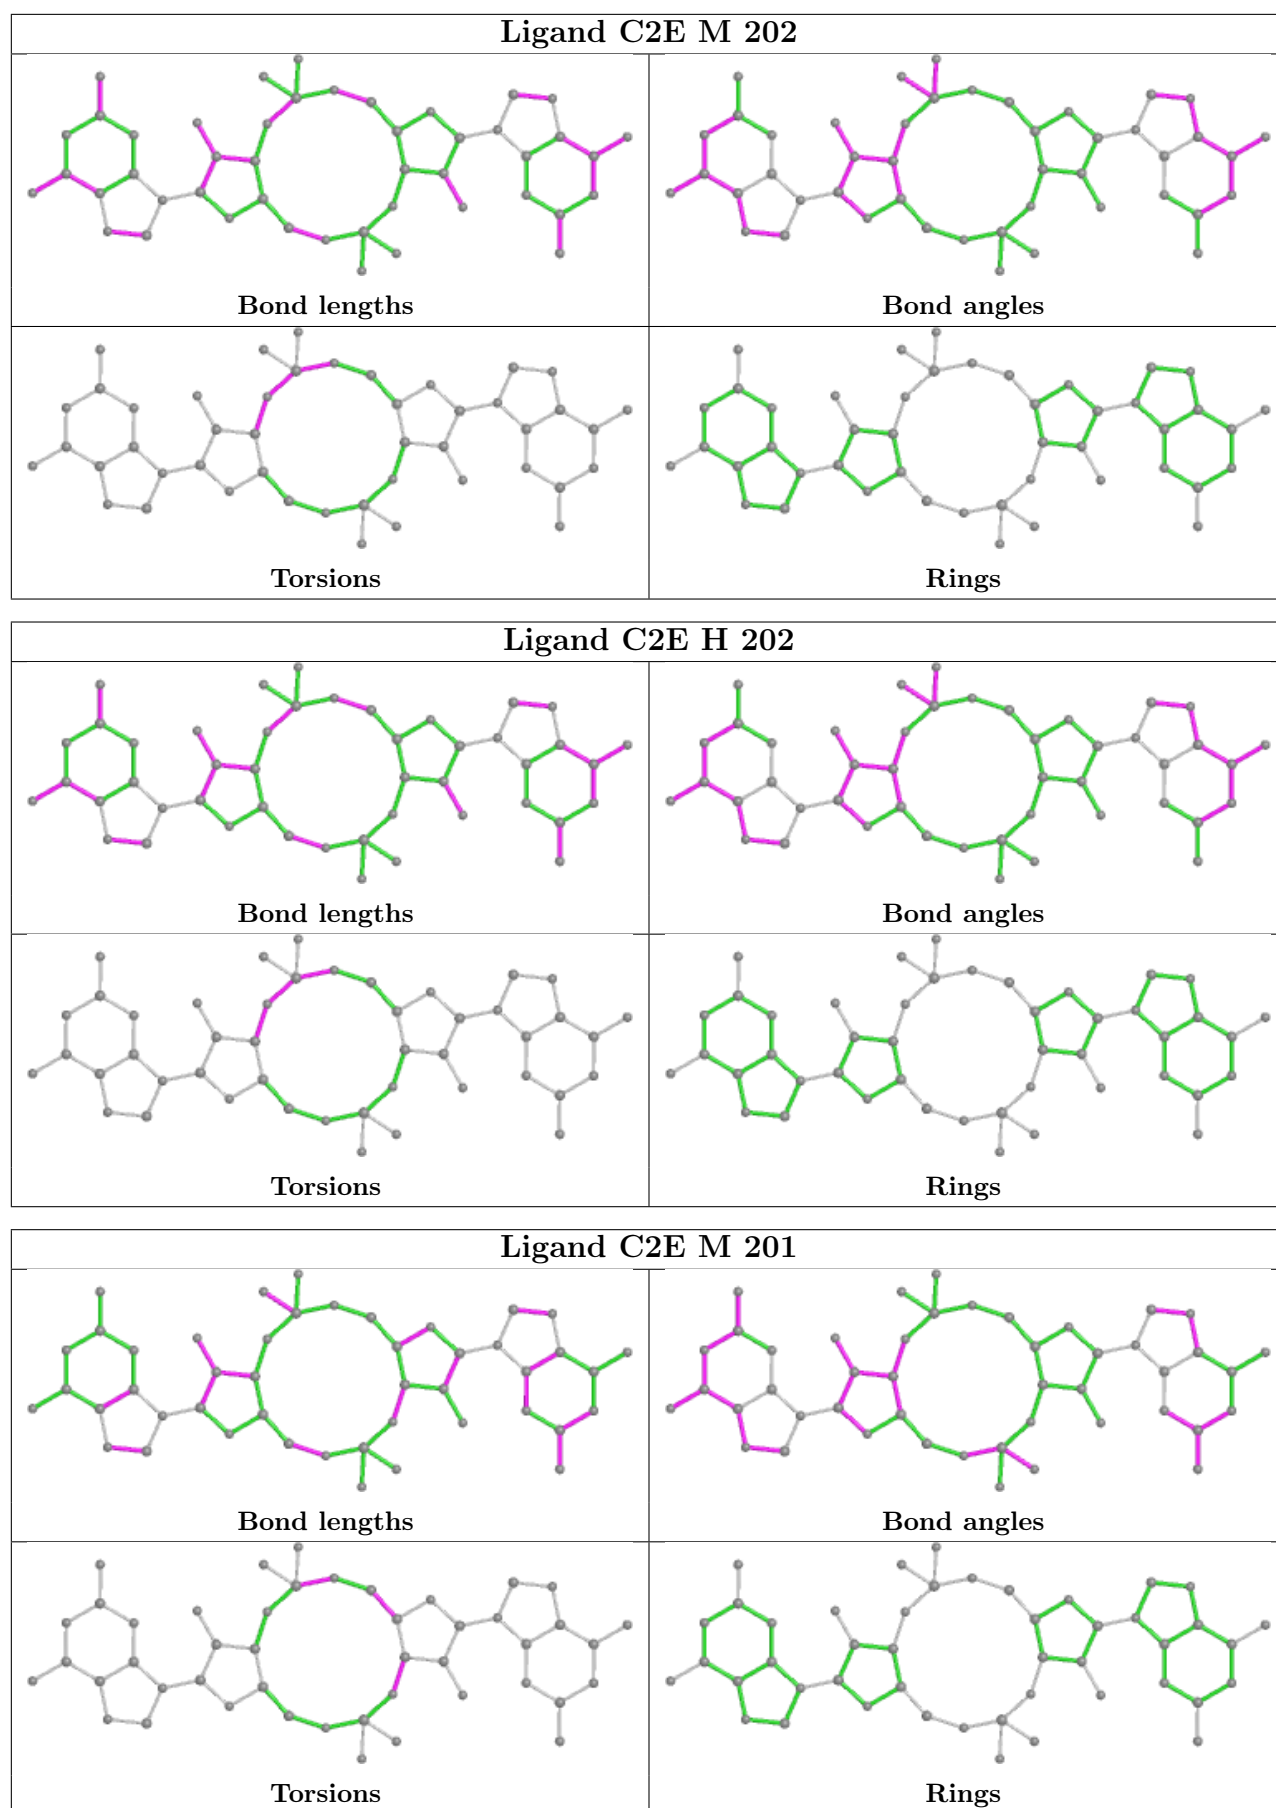 Ligand C2E M 202
Bond lengths
Bond angles
Torsions
Rings
Ligand C2E H 202
Bond lengths
Bond angles
Torsions
Rings
Ligand C2E M 201
Bond lengths
Bond angles
Torsions
Rings